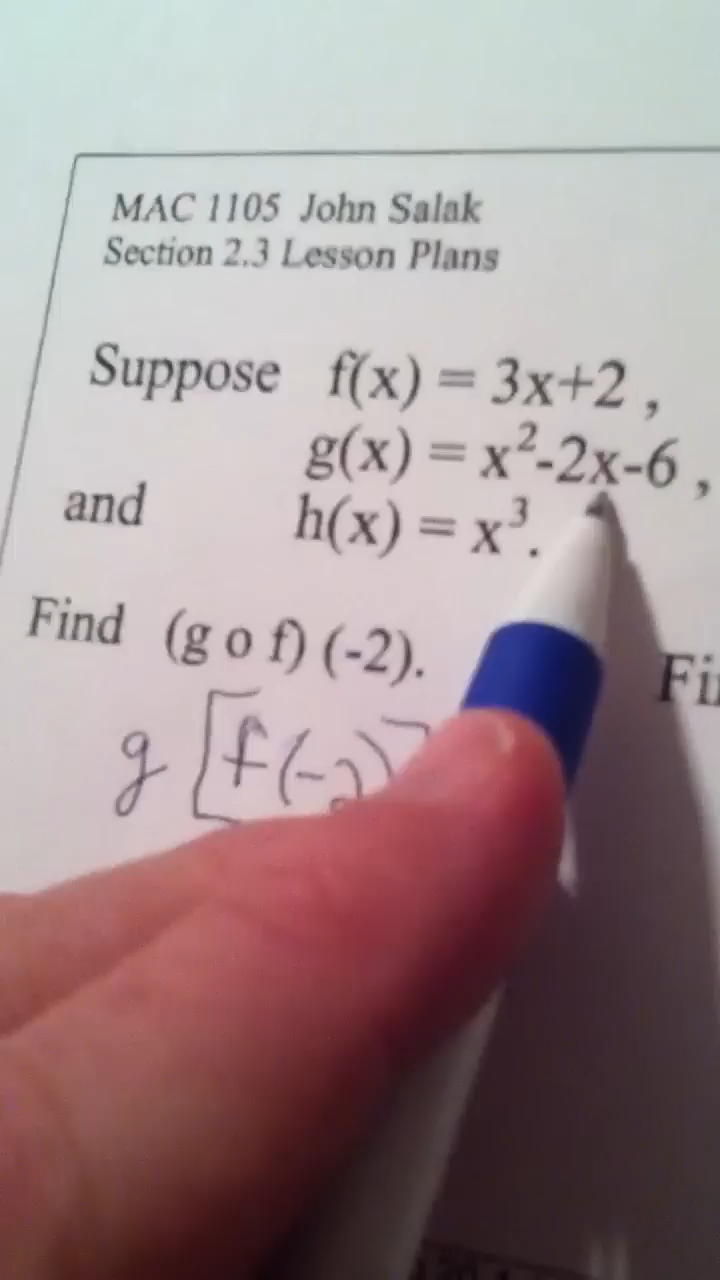 MAC 1105 John Salak
Section 2.3 Lesson Plans
Suppose f(x) = 3x+2 ,
g(x) = x²-2x-6 ,
and h(x) = x³.
Find (g o f) (-2).
g [f(-2)]